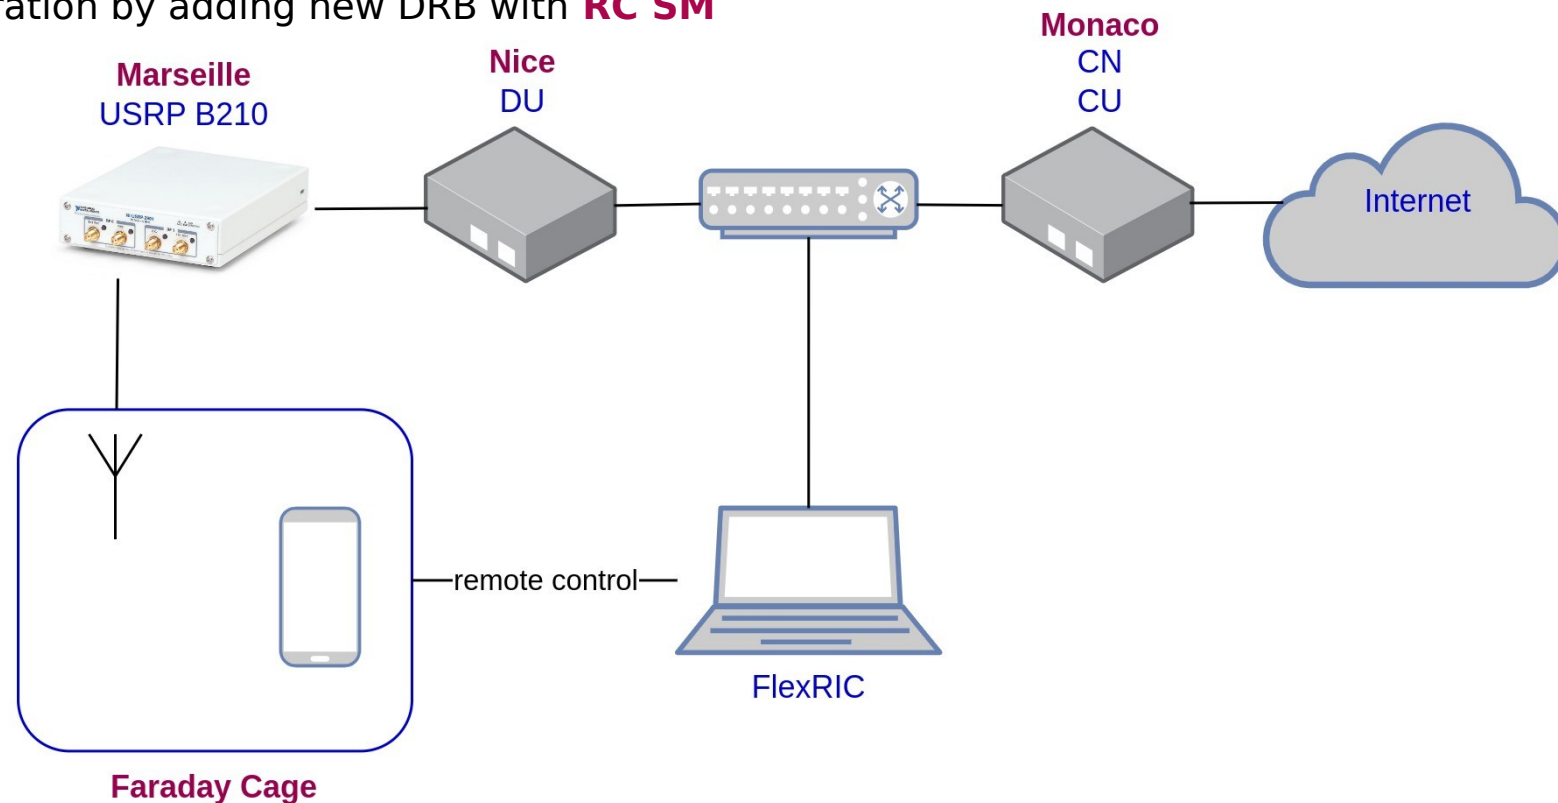 ration by adding new DRB with RC SM
Monaco
CN
CU
Nice
DU
Marseille
USRP B210
Internet
remote control
FlexRIC
Faraday Cage